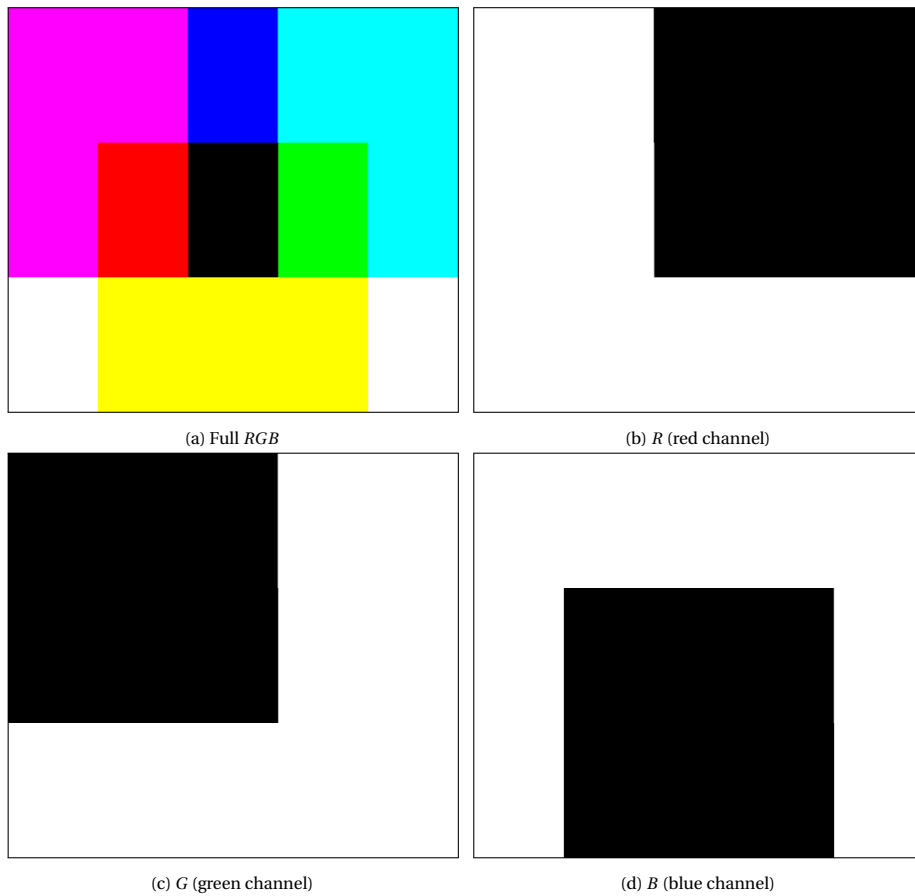 (a) Full RGB
(b) R (red channel)
(c) G (green channel)
(d) B (blue channel)